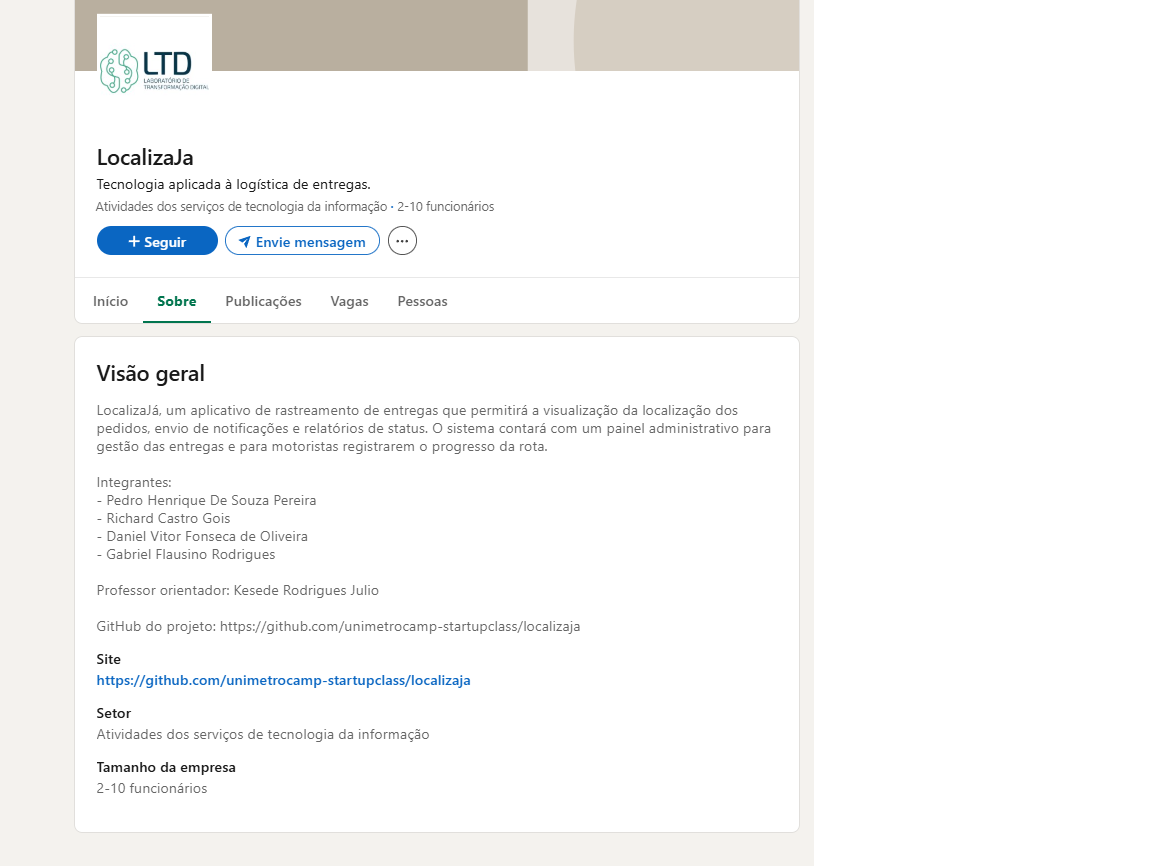 LTD
LABORATÓRIO DE
TRANSFORMAÇÃO DIGITAL
LocalizaJa
Tecnologia aplicada à logística de entregas.
Atividades dos serviços de tecnologia da informação · 2-10 funcionários
+ Seguir
Envie mensagem
Início
Sobre
Publicações
Vagas
Pessoas
Visão geral
LocalizaJá, um aplicativo de rastreamento de entregas que permitirá a visualização da localização dos
pedidos, envio de notificações e relatórios de status. O sistema contará com um painel administrativo para
gestão das entregas e para motoristas registrarem o progresso da rota.
Integrantes:
- Pedro Henrique De Souza Pereira
- Richard Castro Gois
- Daniel Vitor Fonseca de Oliveira
- Gabriel Flausino Rodrigues
Professor orientador: Kesede Rodrigues Julio
GitHub do projeto: https://github.com/unimetrocamp-startupclass/localizaja
Site
https://github.com/unimetrocamp-startupclass/localizaja
Setor
Atividades dos serviços de tecnologia da informação
Tamanho da empresa
2-10 funcionários